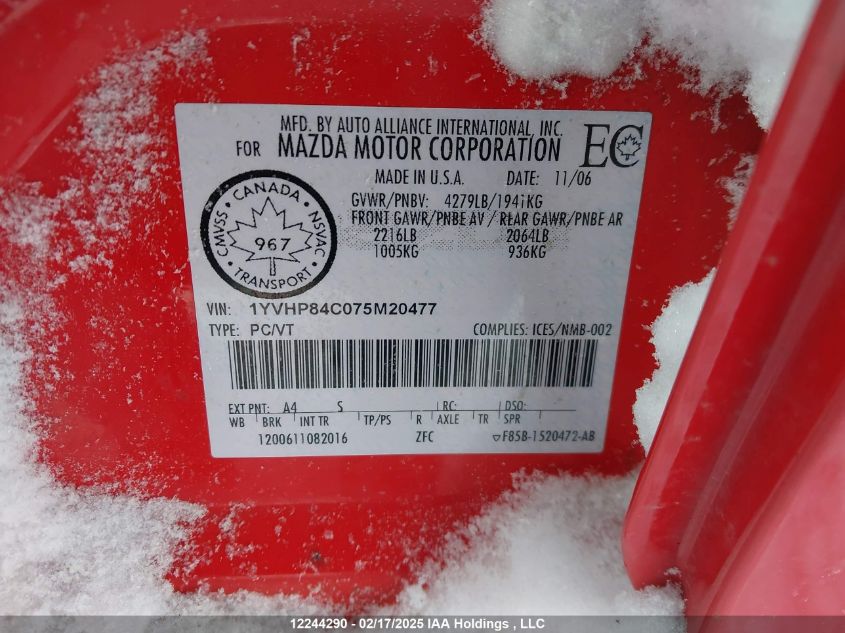 MFD. BY AUTO ALLIANCE INTERNATIONAL, INC.
FOR MAZDA MOTOR CORPORATION EC
MADE IN U.S.A. DATE: 11/06
GVWR/PNBV: 4279LB/1941KG
FRONT GAWR/PNBE AV / REAR GAWR/PNBE AR
2216LB 2064LB
1005KG 936KG
CANADA
CMVSS NSVAC
967
TRANSPORT
VIN: 1YVHP84C075M20477
TYPE: PC/VT COMPLIES: ICES/NMB-002
EXT PNT: A4 S RC: DSO:
WB BRK INT TR TP/PS R AXLE TR SPR
1200611082016 ZFC F85B-1520472-AB
12244290 - 02/17/2025 IAA Holdings , LLC